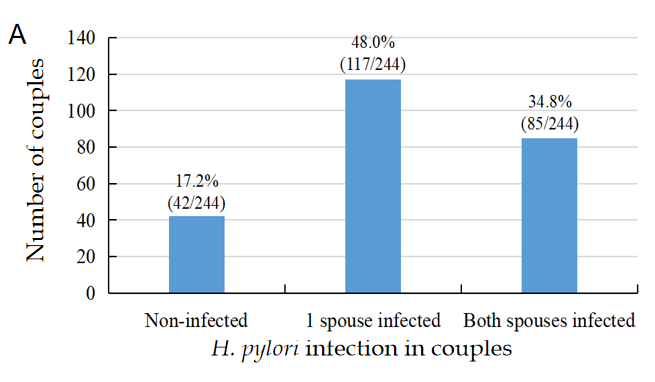 A
Number of couples
140
120
100
80
60
40
20
0
17.2%
(42/244)
48.0%
(117/244)
34.8%
(85/244)
Non-infected
1 spouse infected
Both spouses infected
H. pylori infection in couples